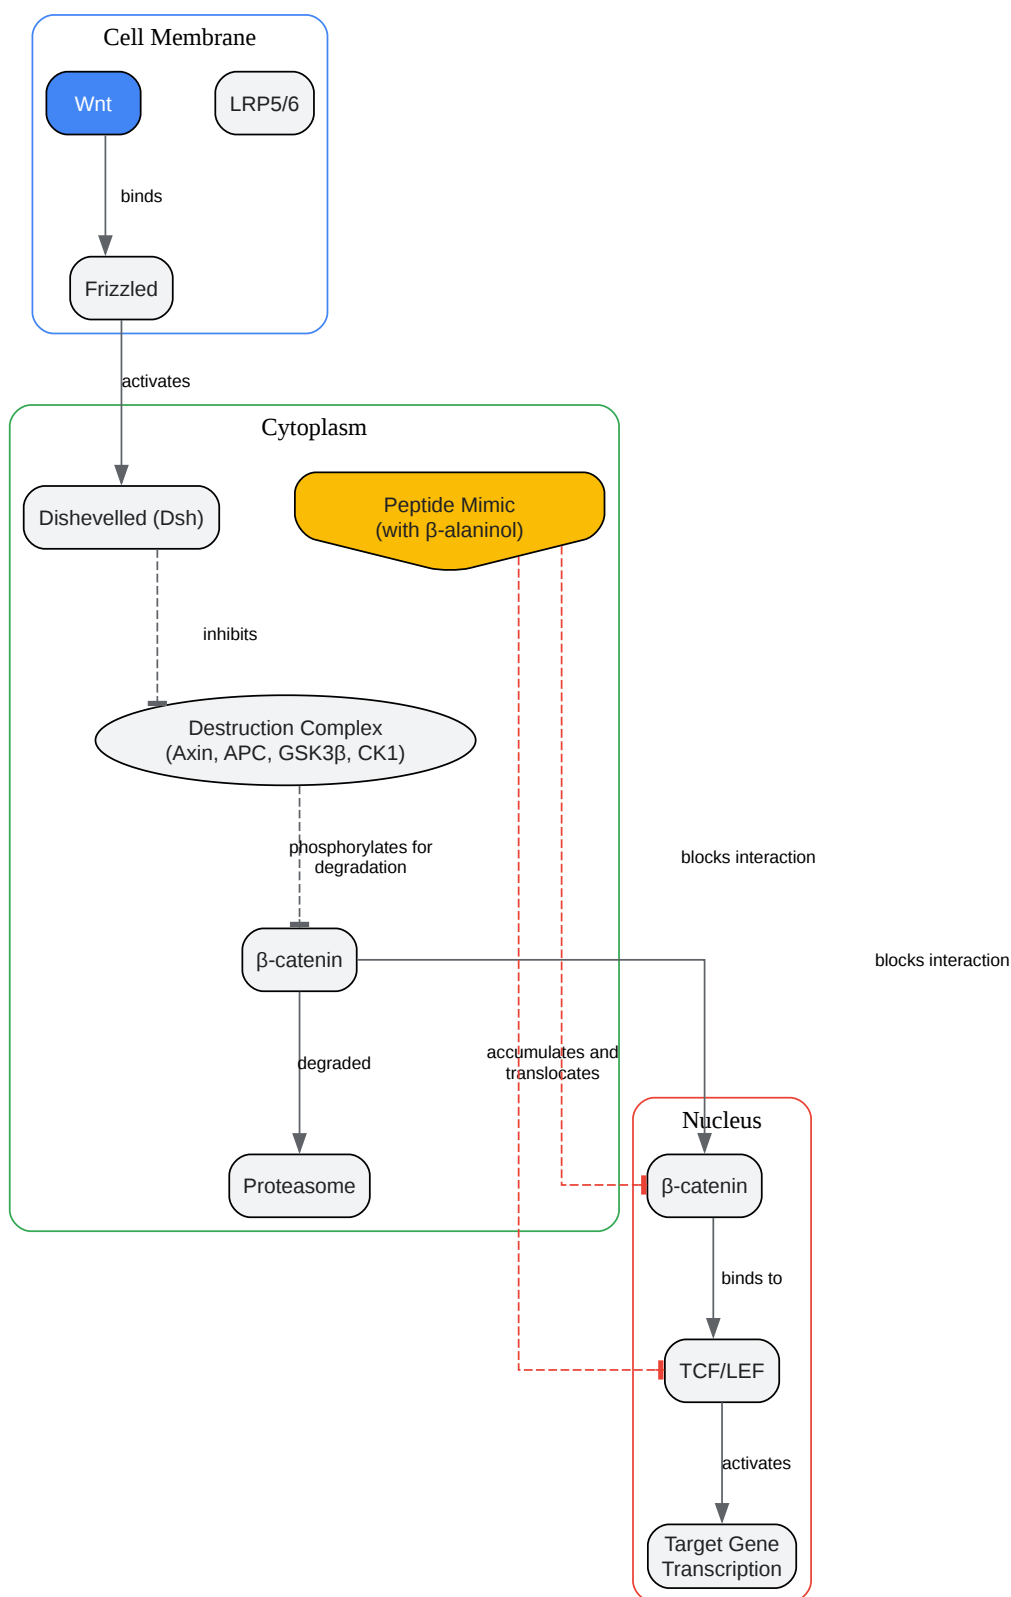 Cell Membrane
Wnt
LRP5/6
binds
Frizzled
activates
Cytoplasm
Dishevelled (Dsh)
Peptide Mimic
(with β-alaninol)
inhibits
Destruction Complex
(Axin, APC, GSK3β, CK1)
phosphorylates for
degradation
blocks interaction
β-catenin
blocks interaction
degraded
accumulates and
translocates
Nucleus
Proteasome
β-catenin
binds to
TCF/LEF
activates
Target Gene
Transcription